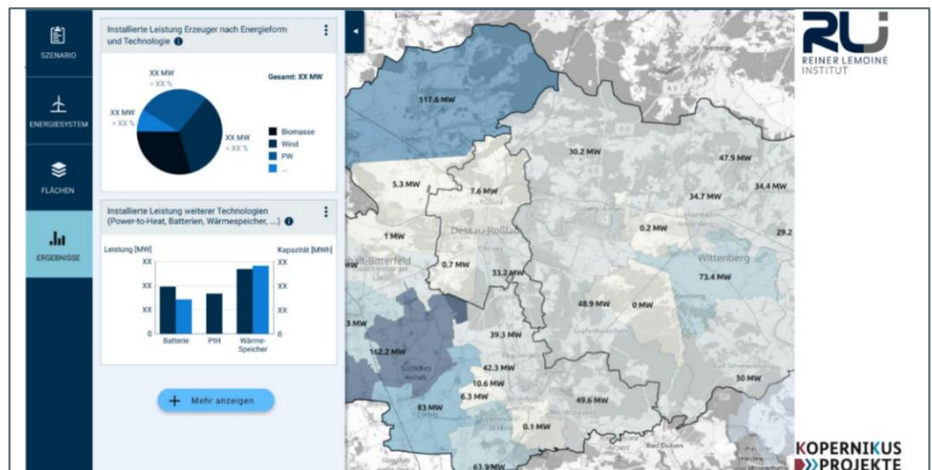 SZENARIO
ENERGIESYSTEM
FLÄCHEN
ERGEBNISSE
Installierte Leistung Erzeuger nach Energieform
und Technologie
XX MW
≈ XX %
Gesamt: XX MW
XX MW
≈ XX %
XX MW
≈ XX %
Biomasse
Wind
PW
...
Installierte Leistung weiterer Technologien
(Power-to-Heat, Batterien, Wärmespeicher, ....)
Leistung [MW]
Kapazität [MWh]
XX
XX
XX
XX
XX
XX
0
0
Batterie
PtH
Wärme-
Speicher
+ Mehr anzeigen
117.6 MW
30.2 MW
47.9 MW
5.3 MW
7.6 MW
34.7 MW
34.4 MW
0.2 MW
29.2
1 MW
Dessau-Roßlau
Wittenberg
0.7 MW
33.2 MW
73.4 MW
48.9 MW
0 MW
3 MW
39.3 MW
162.2 MW
42.3 MW
30 MW
10.6 MW
6.3 MW
83 MW
49.6 MW
0.1 MW
63.9 MW
RLI
REINER LEMOINE
INSTITUT
KOPERNIKUS
PROJEKTE